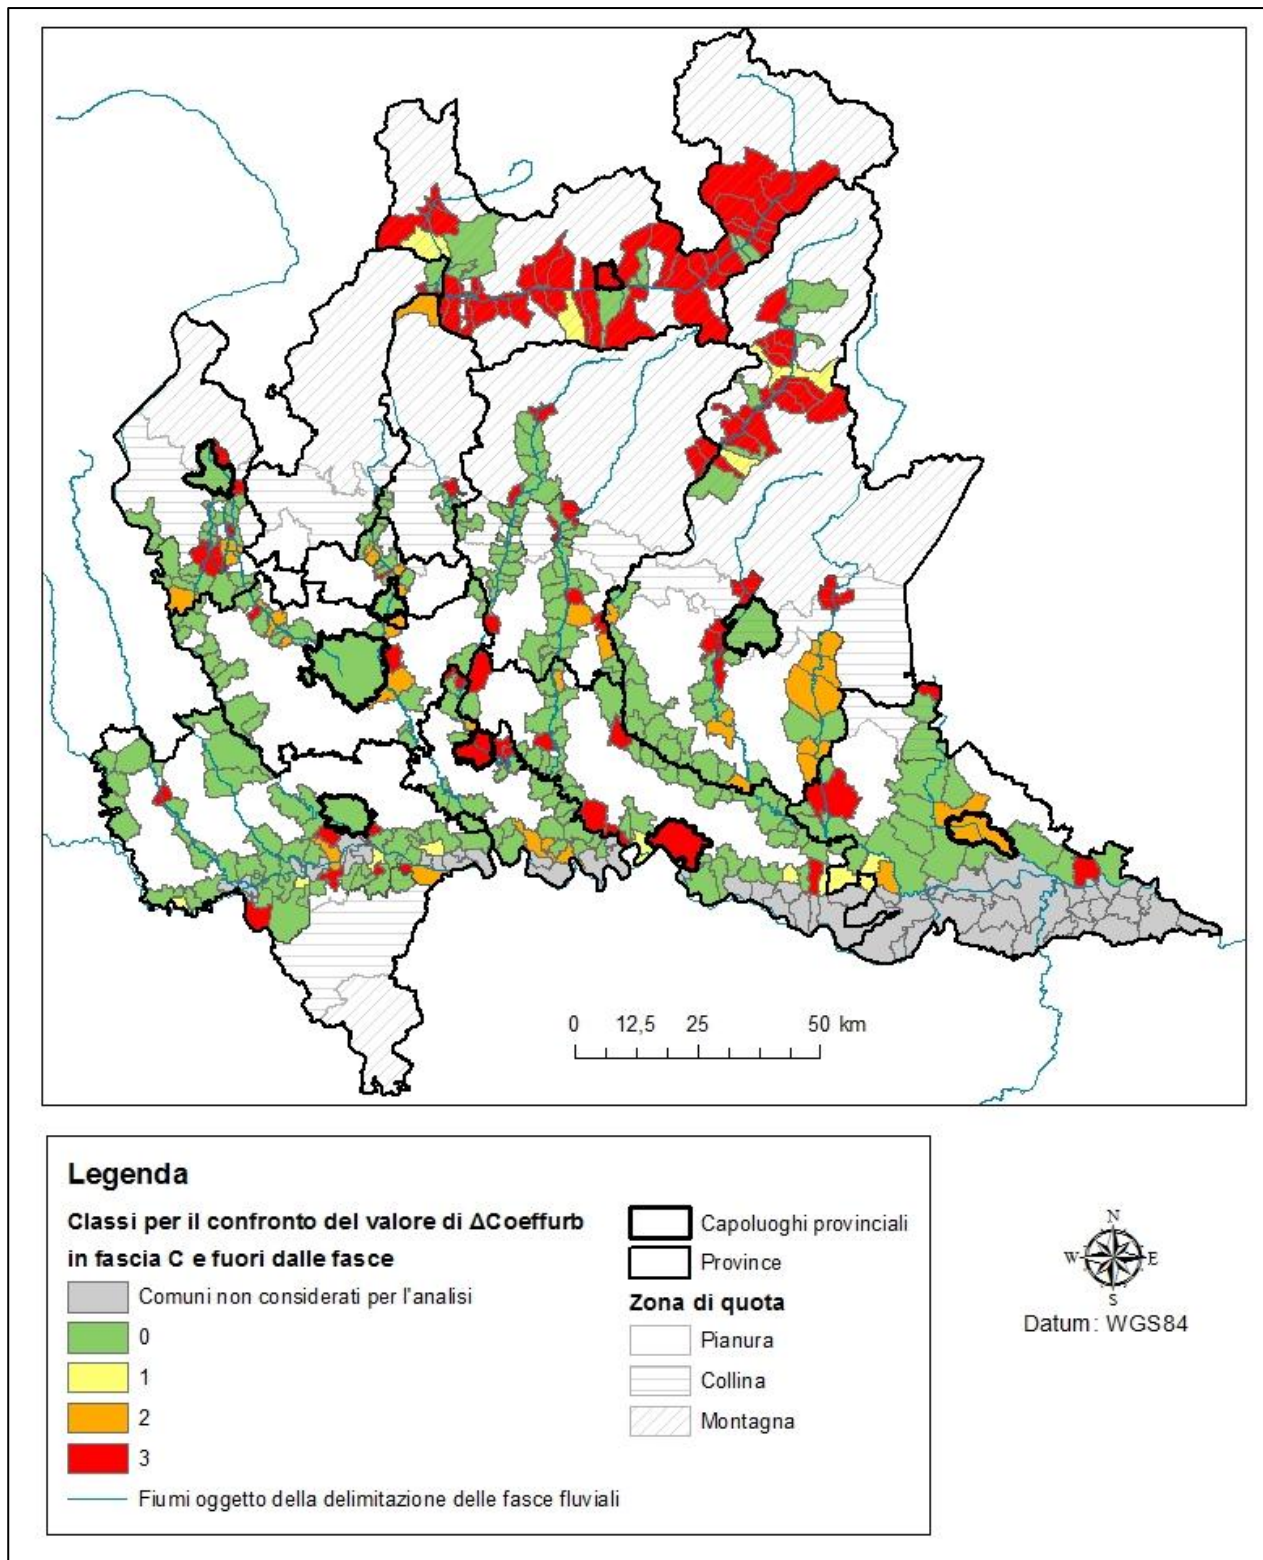 0 12,5 25 50 km
Legenda
Classi per il confronto del valore di ΔCoeffurb
in fascia C e fuori dalle fasce
Comuni non considerati per l'analisi
0
1
2
3
Fiumi oggetto della delimitazione delle fasce fluviali
Capoluoghi provinciali
Province
Zona di quota
Pianura
Collina
Montagna
N
W E
S
Datum: WGS84